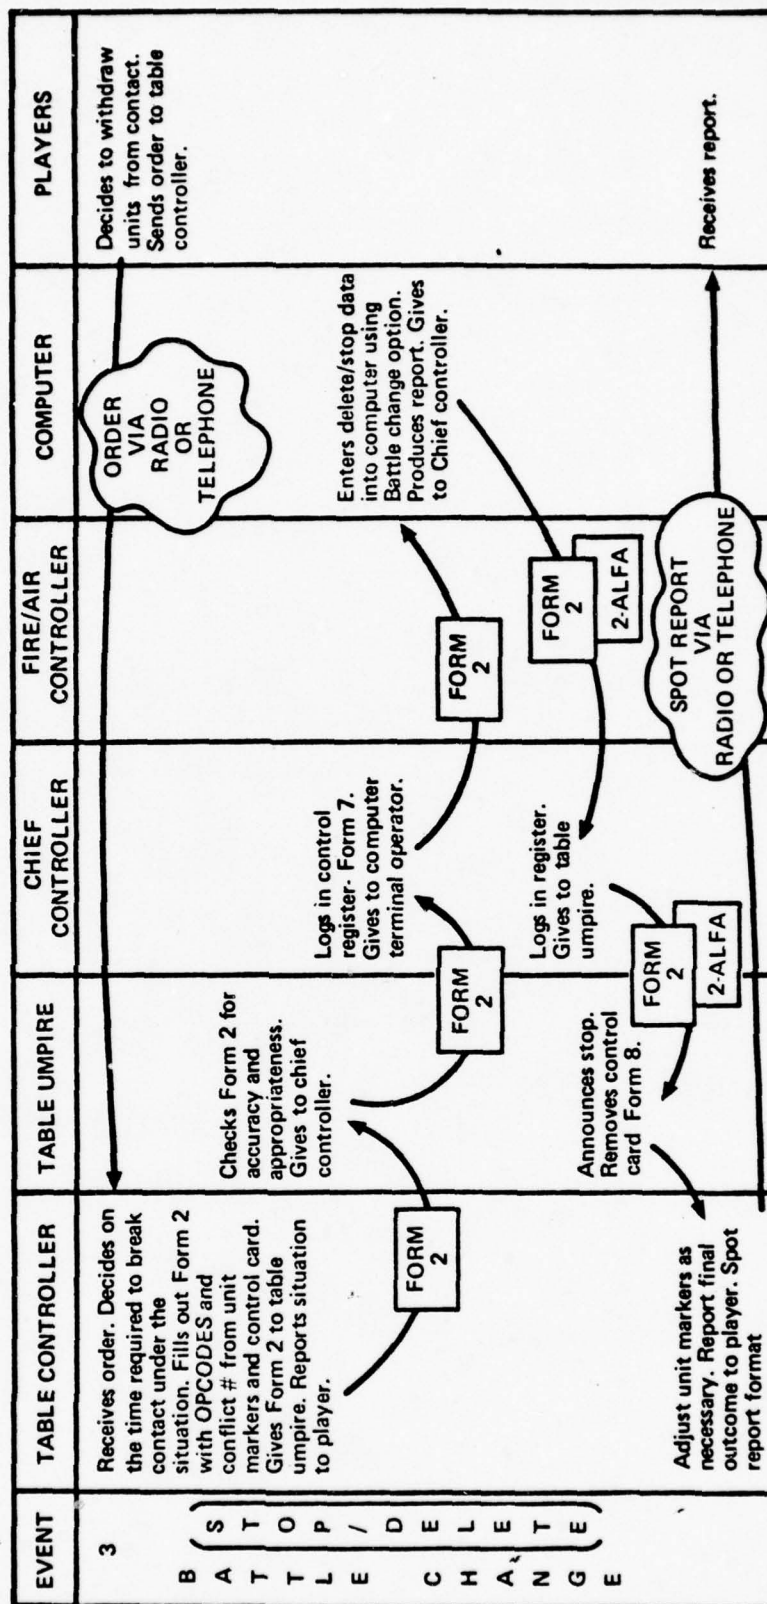 EVENT
TABLE CONTROLLER
TABLE UMPIRE
CHIEF
CONTROLLER
FIRE/AIR
CONTROLLER
COMPUTER
PLAYERS
3
BATTLE CHANGE
(STOP/DELETE)
Decides to withdraw
units from contact.
Sends order to table
controller.
ORDER
VIA
RADIO
OR
TELEPHONE
Receives order. Decides on
the time required to break
contact under the
situation. Fills out Form 2
with OPCODES and
conflict # from unit
markers and control card.
Gives Form 2 to table
umpire. Reports situation
to player.
FORM
2
Checks Form 2 for
accuracy and
appropriateness.
Gives to chief
controller.
FORM
2
Logs in control
register- Form 7.
Gives to computer
terminal operator.
FORM
2
Enters delete/stop data
into computer using
Battle change option.
Produces report. Gives
to Chief controller.
FORM
2
2-ALFA
Logs in register.
Gives to table
umpire.
FORM
2
2-ALFA
Announces stop.
Removes control
card Form 8.
Adjust unit markers as
necessary. Report final
outcome to player. Spot
report format
SPOT REPORT
VIA
RADIO OR TELEPHONE
Receives report.